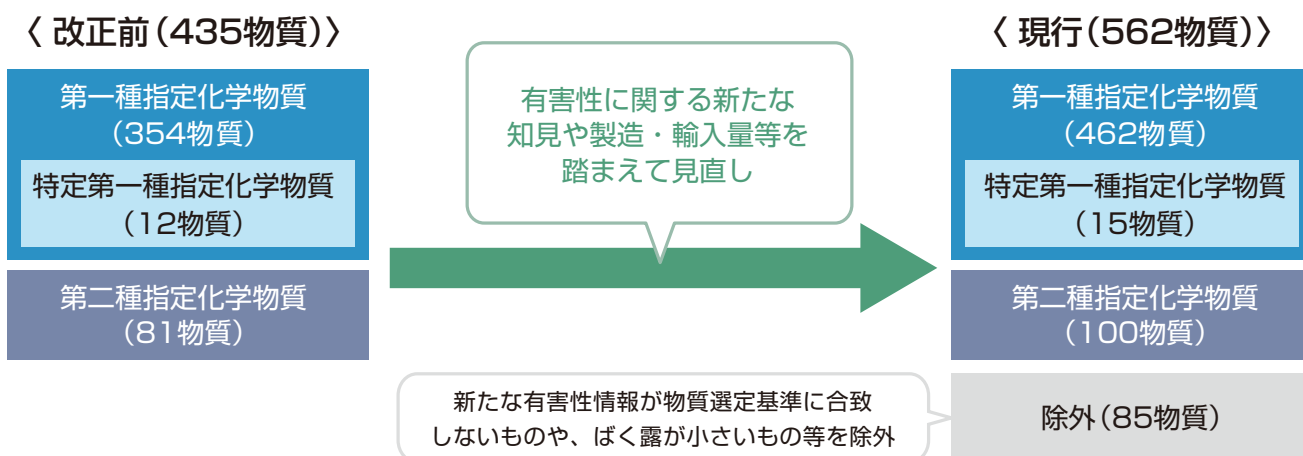 〈 改正前(435物質)〉
第一種指定化学物質
(354物質)
特定第一種指定化学物質
(12物質)
第二種指定化学物質
(81物質)
有害性に関する新たな
知見や製造・輸入量等を
踏まえて見直し
〈 現行(562物質)〉
第一種指定化学物質
(462物質)
特定第一種指定化学物質
(15物質)
第二種指定化学物質
(100物質)
新たな有害性情報が物質選定基準に合致
しないものや、ばく露が小さいもの等を除外
除外(85物質)